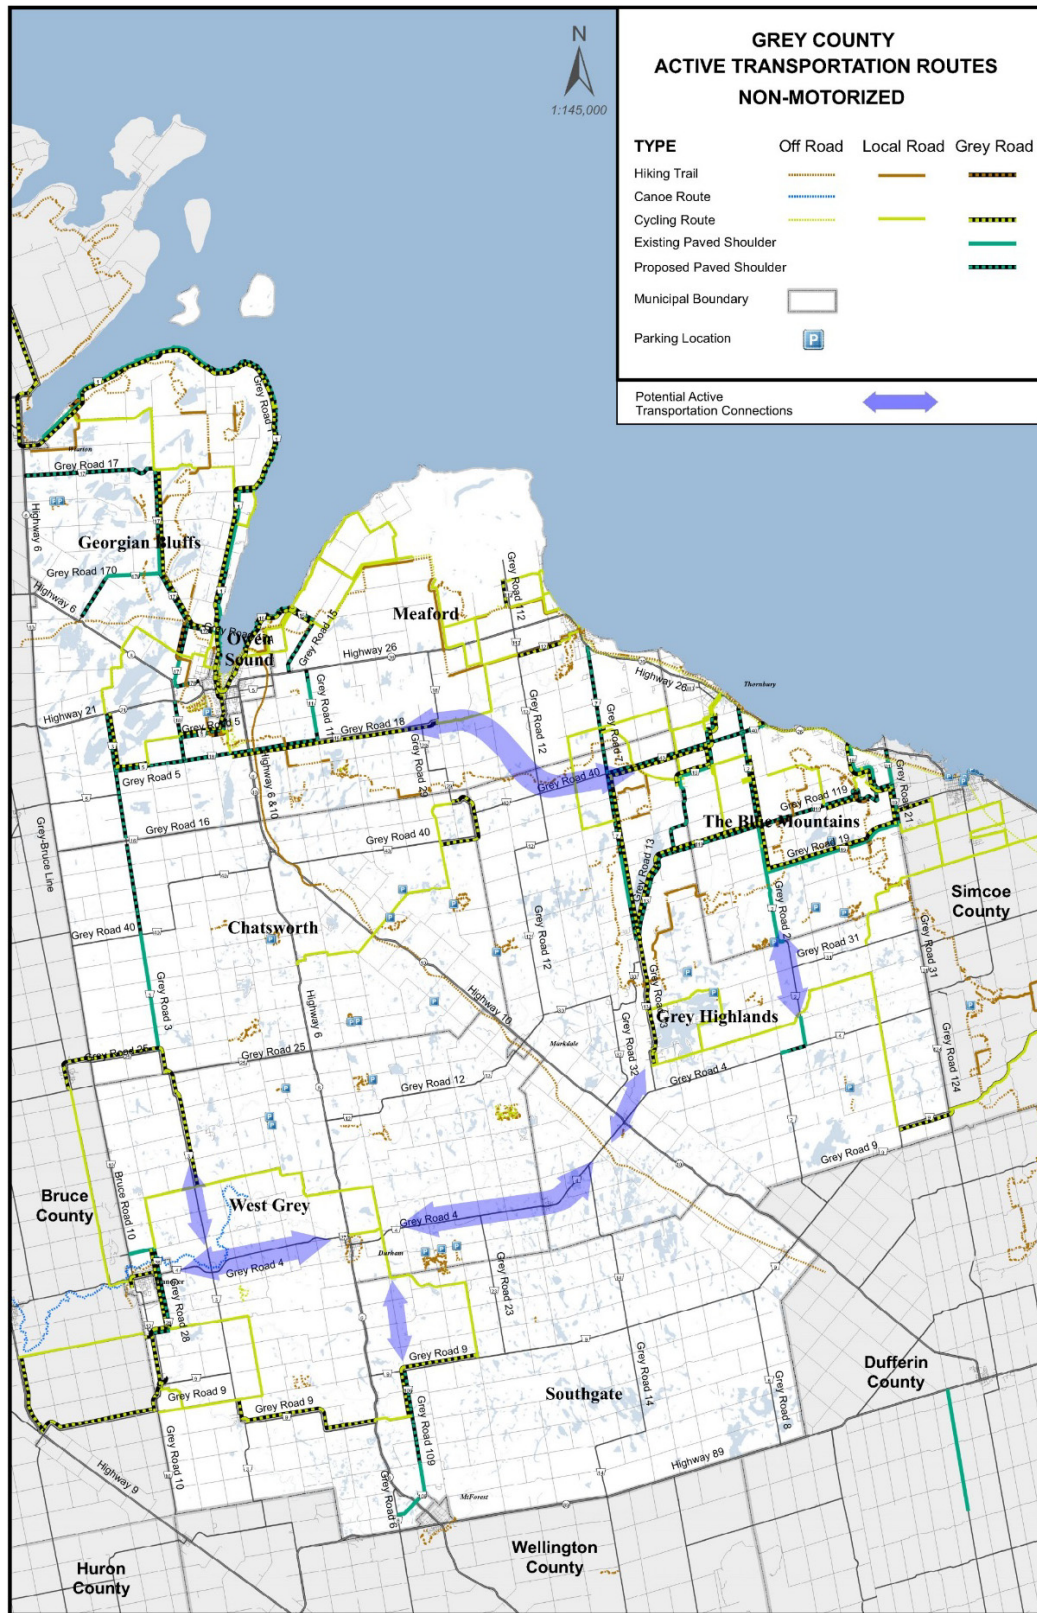 GREY COUNTY
ACTIVE TRANSPORTATION ROUTES
NON-MOTORIZED
N
1:145,000
TYPE Off Road Local Road Grey Road
Hiking Trail
Canoe Route
Cycling Route
Existing Paved Shoulder
Proposed Paved Shoulder
Municipal Boundary
Parking Location P
Potential Active
Transportation Connections
Grey Road 1
Wiarton
Grey Road 17
Highway 6
Georgian Bluffs
Grey Road 170
Highway 6
Owen
Sound
Grey Road 15
Meaford
Grey Road 112
Highway 26
Highway 26
Thornbury
Highway 21
Grey Road 5
Grey Road 11
Grey Road 18
Grey Road 12
Grey Road 7
Grey Road 5
Highway 6 &10
Grey Road 29
Grey Road 40
Grey Road 119
Grey Road 21
The Blue Mountains
Grey Road 16
Grey Road 40
Grey Road 13
Grey Road 19
Grey-Bruce Line
Simcoe
County
Chatsworth
Grey Road 40
Grey Road 12
Grey Road 2
Grey Road 31
Grey Road 31
Grey Road 3
Highway 6
Highway 10
Grey Highlands
Grey Road 25
Grey Road 25
Markdale
Grey Road 32
Grey Road 12
Grey Road 4
Grey Road 124
Grey Road 9
Bruce
County
Bruce Road 10
West Grey
Grey Road 4
Durham
Grey Road 4
Grey Road 28
Grey Road 23
Grey Road 9
Grey Road 14
Grey Road 8
Dufferin
County
Southgate
Grey Road 9
Grey Road 9
Grey Road 109
Grey Road 10
Highway 89
Highway 9
Grey Road 6
Mt Forest
Wellington
County
Huron
County